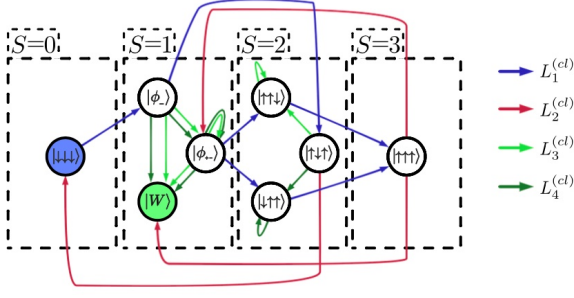 S=0 S=1 S=2 S=3
|ϕ₋⟩ |↑↑↓⟩
|↓↓↓⟩ |↑↓↑⟩ |↑↑↑⟩
|W⟩ |↓↑↑⟩
L₁⁽ᶜˡ⁾
L₂⁽ᶜˡ⁾
L₃⁽ᶜˡ⁾
L₄⁽ᶜˡ⁾